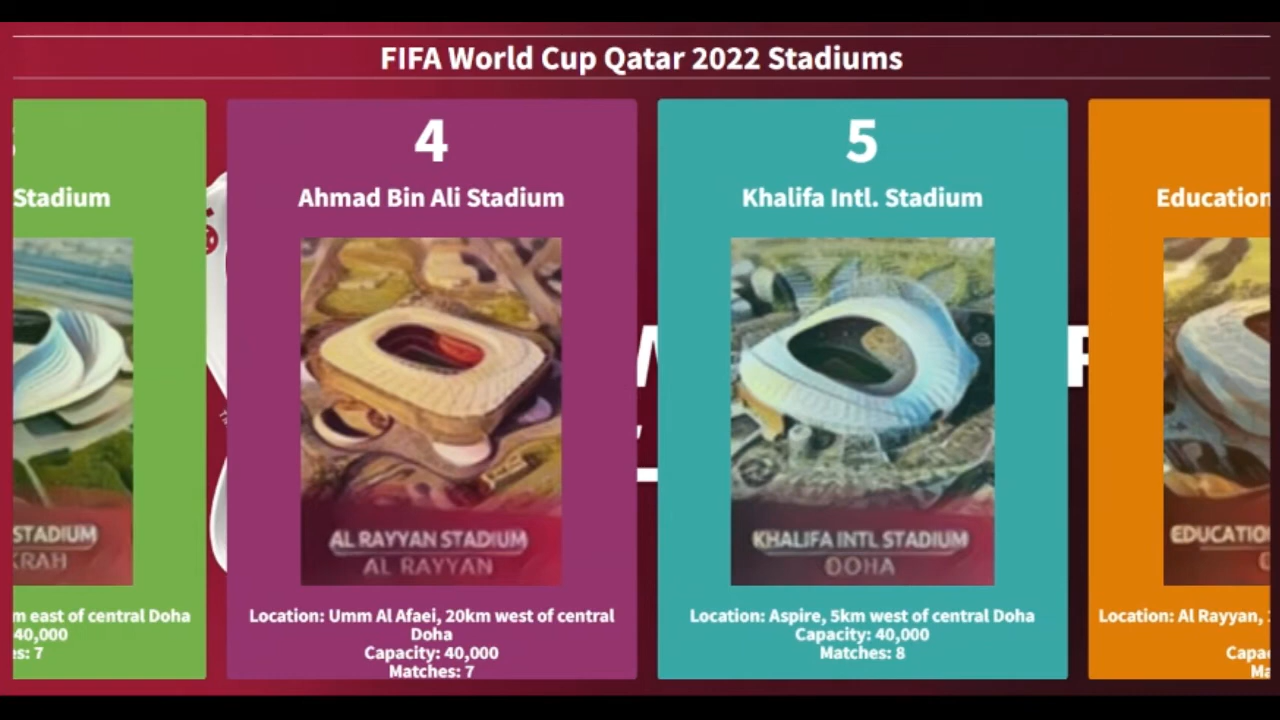 FIFA World Cup Qatar 2022 Stadiums
Stadium
STADIUM
KRAH
m east of central Doha
40,000
es: 7
4
Ahmad Bin Ali Stadium
AL RAYYAN STADIUM
AL RAYYAN
Location: Umm Al Afaei, 20km west of central
Doha
Capacity: 40,000
Matches: 7
5
Khalifa Intl. Stadium
KHALIFA INTL STADIUM
DOHA
Location: Aspire, 5km west of central Doha
Capacity: 40,000
Matches: 8
Education
EDUCATIO
Location: Al Rayyan,
Capa
Ma